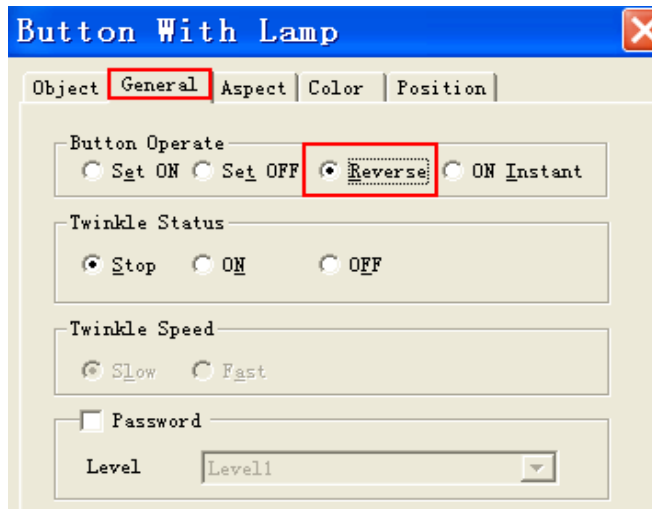 Button With Lamp
Object General Aspect Color Position
Button Operate
Set ON Set OFF Reverse ON Instant
Twinkle Status
Stop ON OFF
Twinkle Speed
Slow Fast
Password
Level Level1